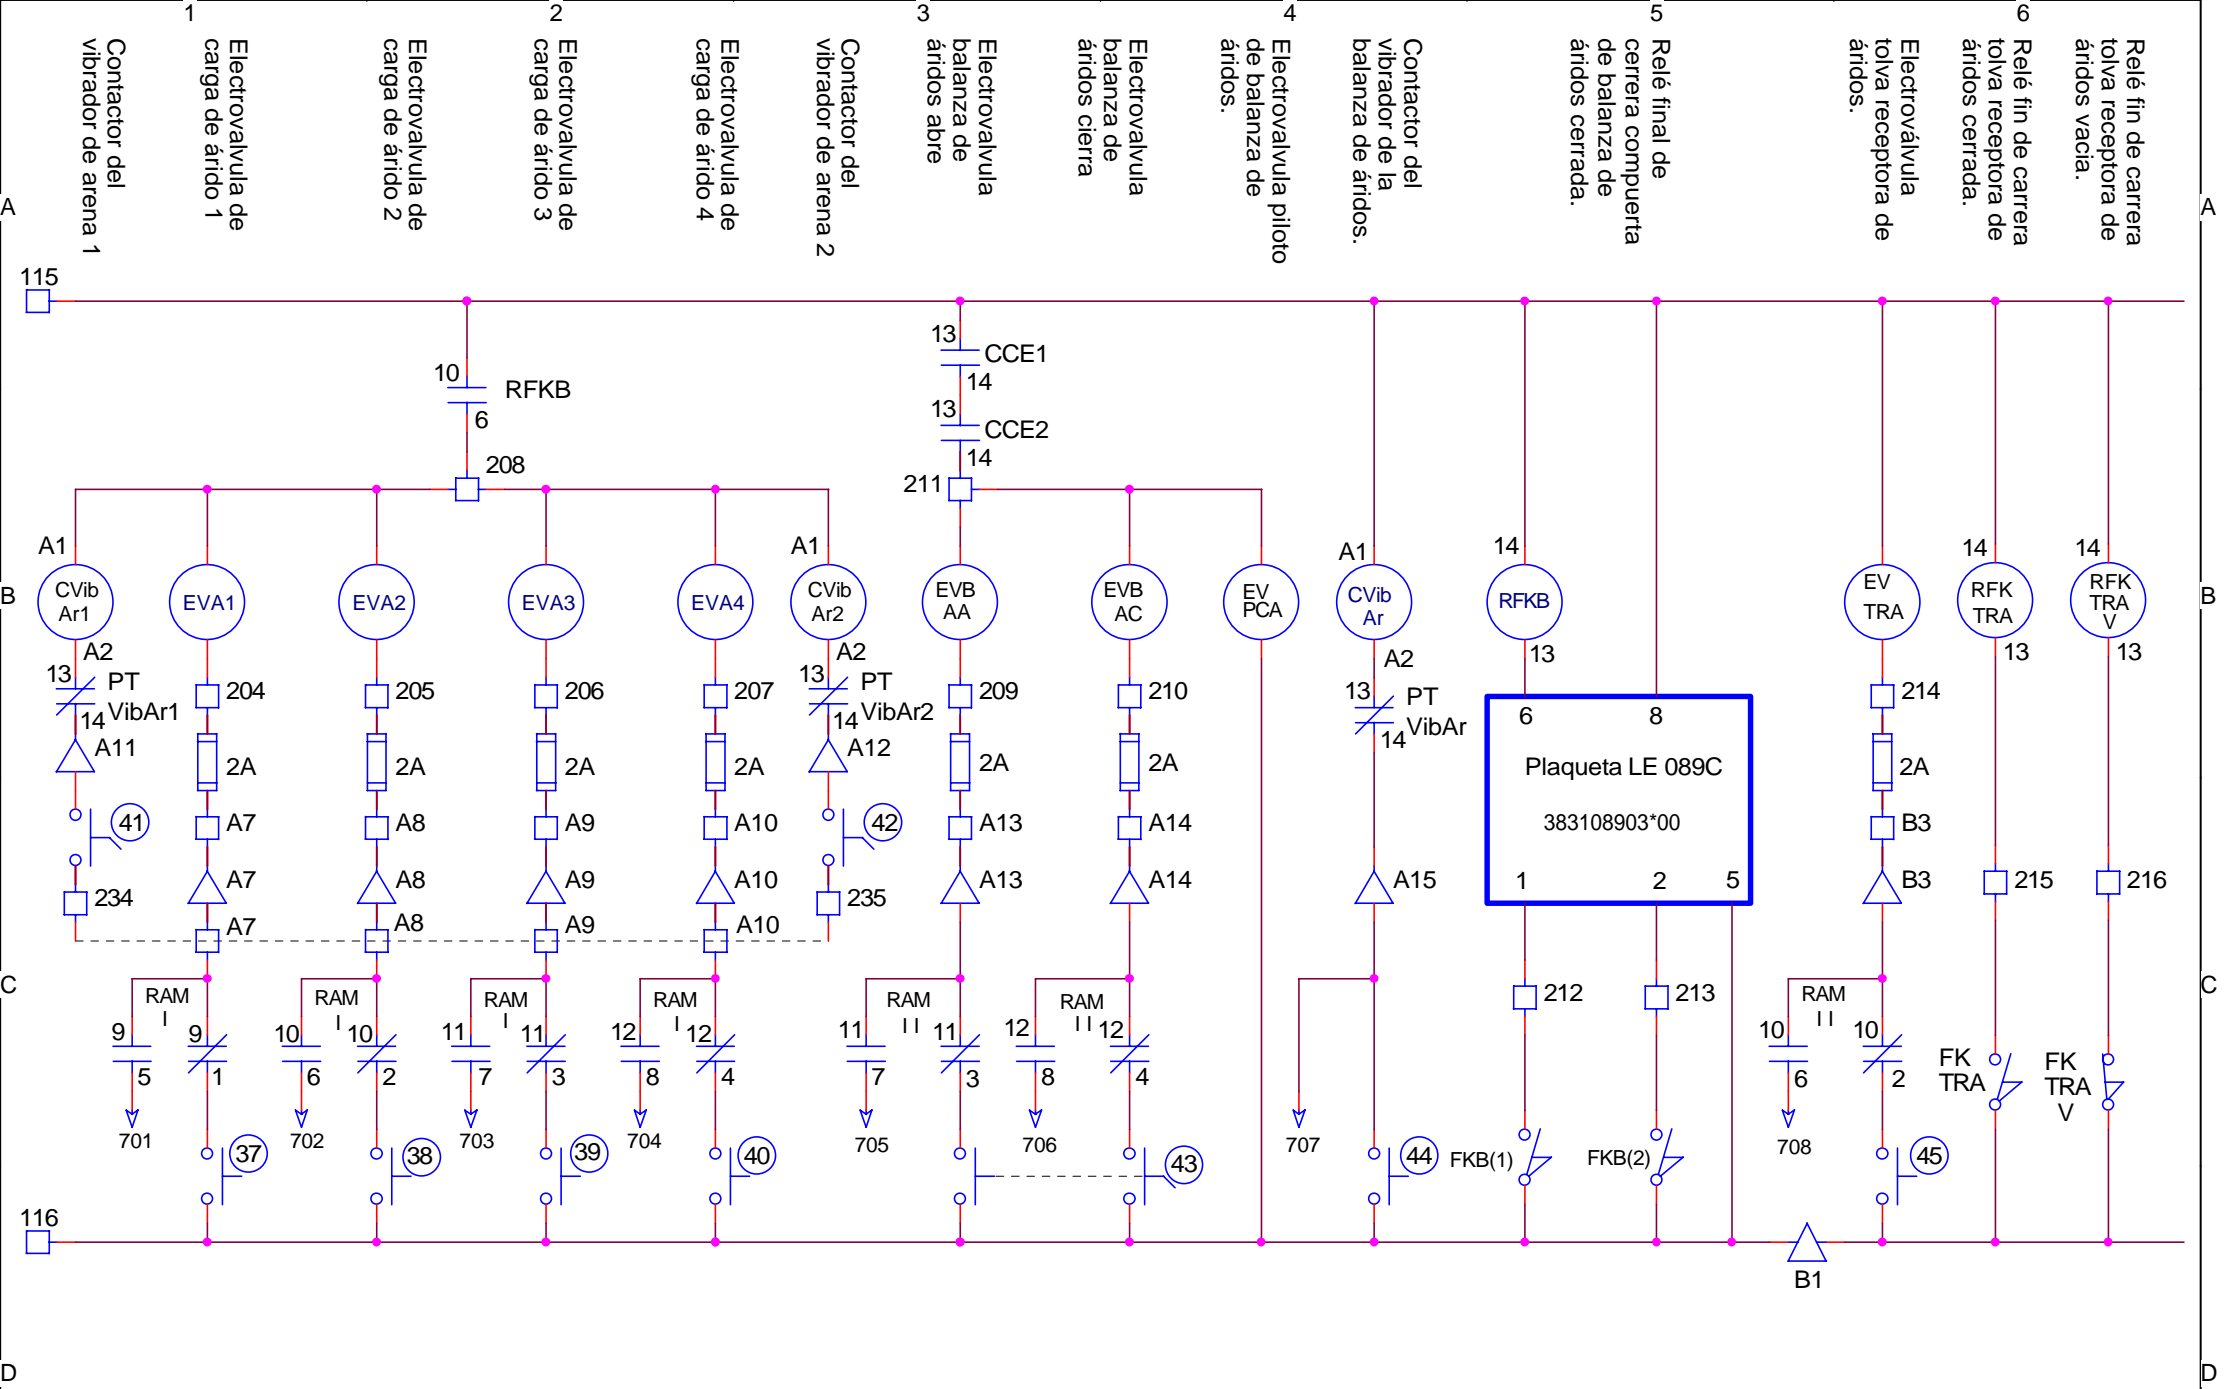 1
2
3
4
5
6
Contactor del
vibrador de arena 1
Electrovalvula de
carga de árido 1
Electrovalvula de
carga de árido 2
Electrovalvula de
carga de árido 3
Electrovalvula de
carga de árido 4
Contactor del
vibrador de arena 2
Electrovalvula
balanza de
áridos abre
Electrovalvula
balanza de
áridos cierra
Electrovalvula piloto
de balanza de
áridos.
Contactor del
vibrador de la
balanza de áridos.
Relé final de
cerrera compuerta
de balanza de
áridos cerrada.
Electroválvula
tolva receptora de
áridos.
Relé fin de carrera
tolva receptora de
áridos cerrada.
Relé fin de carrera
tolva receptora de
áridos vacia.
A
A
115
10
RFKB
6
208
13
CCE1
14
13
CCE2
14
211
B
B
A1
CVib
Ar1
A2
EVA1
EVA2
EVA3
EVA4
A1
CVib
Ar2
A2
EVB
AA
EVB
AC
EV
PCA
A1
CVib
Ar
A2
14
RFKB
13
EV
TRA
14
RFK
TRA
13
14
RFK
TRA
V
13
13
PT
VibAr1
14
A11
41
234
204
2A
A7
A7
A7
205
2A
A8
A8
A8
206
2A
A9
A9
A9
207
2A
A10
A10
A10
13
PT
VibAr2
14
A12
42
235
209
2A
A13
A13
210
2A
A14
A14
13
PT
VibAr
14
A15
6
8
Plaqueta LE 089C
383108903*00
1
2
5
212
213
214
2A
B3
B3
215
216
C
C
RAM
I
9
9
5
1
701
37
RAM
I
10
10
6
2
702
38
RAM
I
11
11
7
3
703
39
RAM
I
12
12
8
4
704
40
RAM
I I
11
11
7
3
705
RAM
I I
12
12
8
4
706
43
707
44
FKB(1)
FKB(2)
RAM
I I
10
10
6
2
708
45
FK
TRA
FK
TRA
V
116
B1
D
D